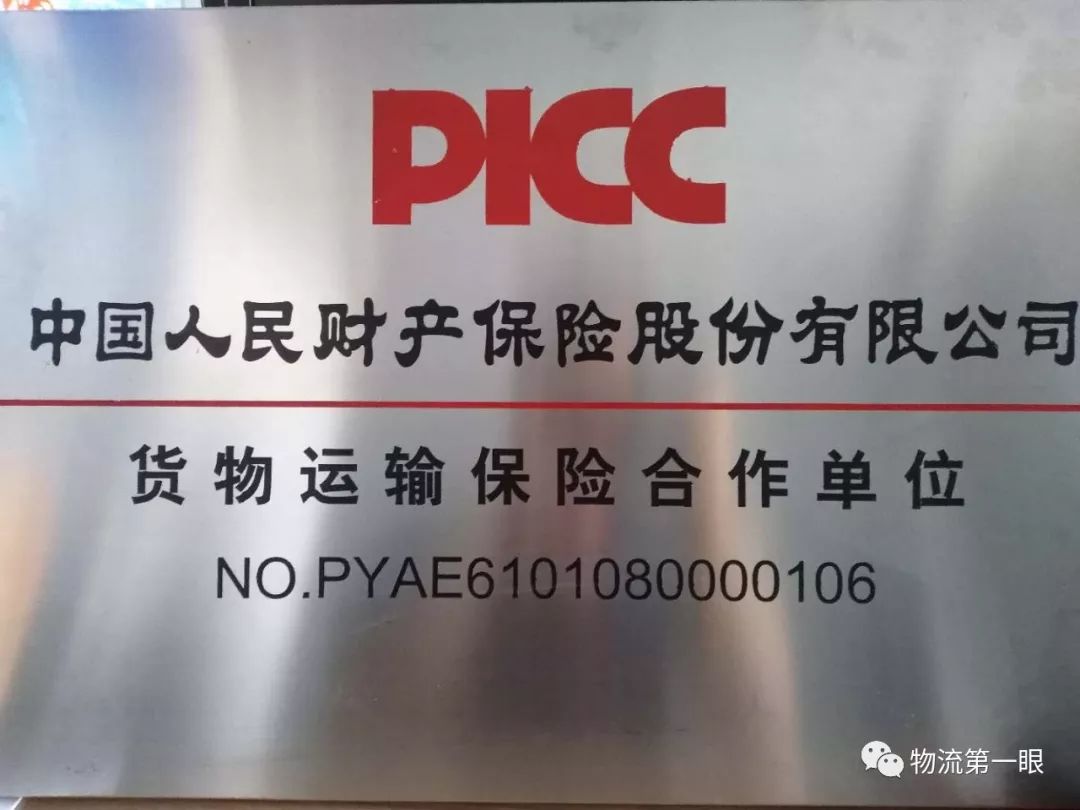 PICC
中国人民财产保险股份有限公司
货物运输保险合作单位
NO.PYAE6101080000106
物流第一眼